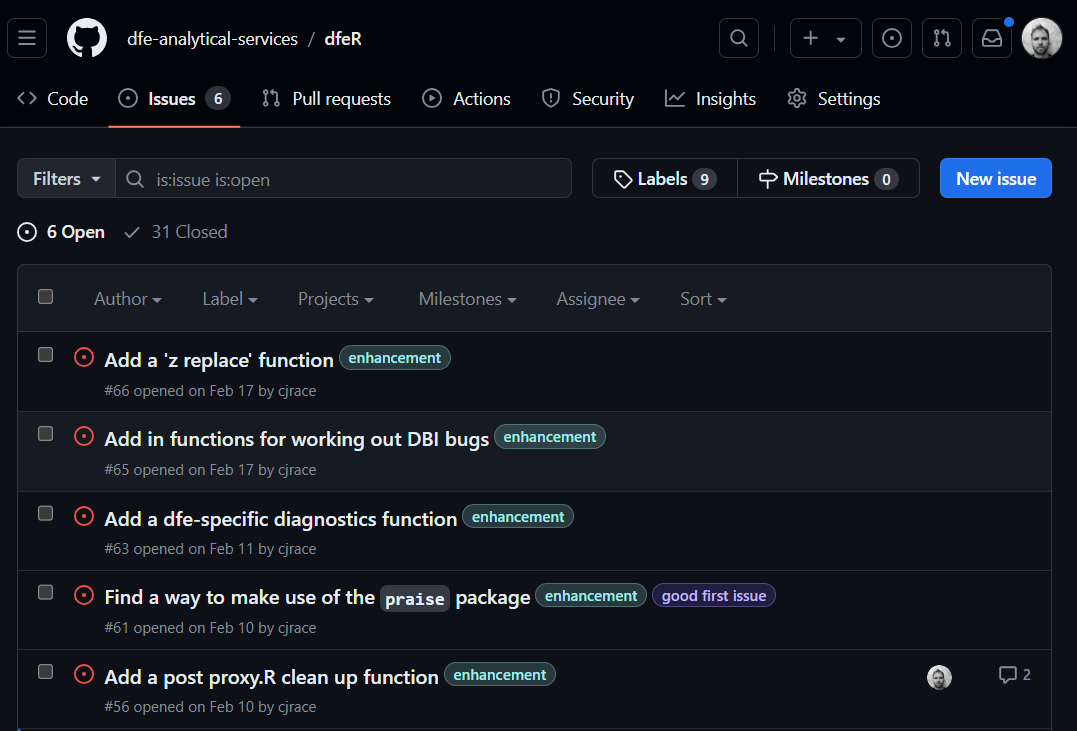 dfe-analytical-services / dfeR
Code Issues 6 Pull requests Actions Security Insights Settings
Filters is:issue is:open Labels 9 Milestones 0 New issue
6 Open 31 Closed
Author Label Projects Milestones Assignee Sort
Add a 'z replace' function enhancement
#66 opened on Feb 17 by cjrace
Add in functions for working out DBI bugs enhancement
#65 opened on Feb 17 by cjrace
Add a dfe-specific diagnostics function enhancement
#63 opened on Feb 11 by cjrace
Find a way to make use of the praise package enhancement good first issue
#61 opened on Feb 10 by cjrace
Add a post proxy.R clean up function enhancement 2
#56 opened on Feb 10 by cjrace